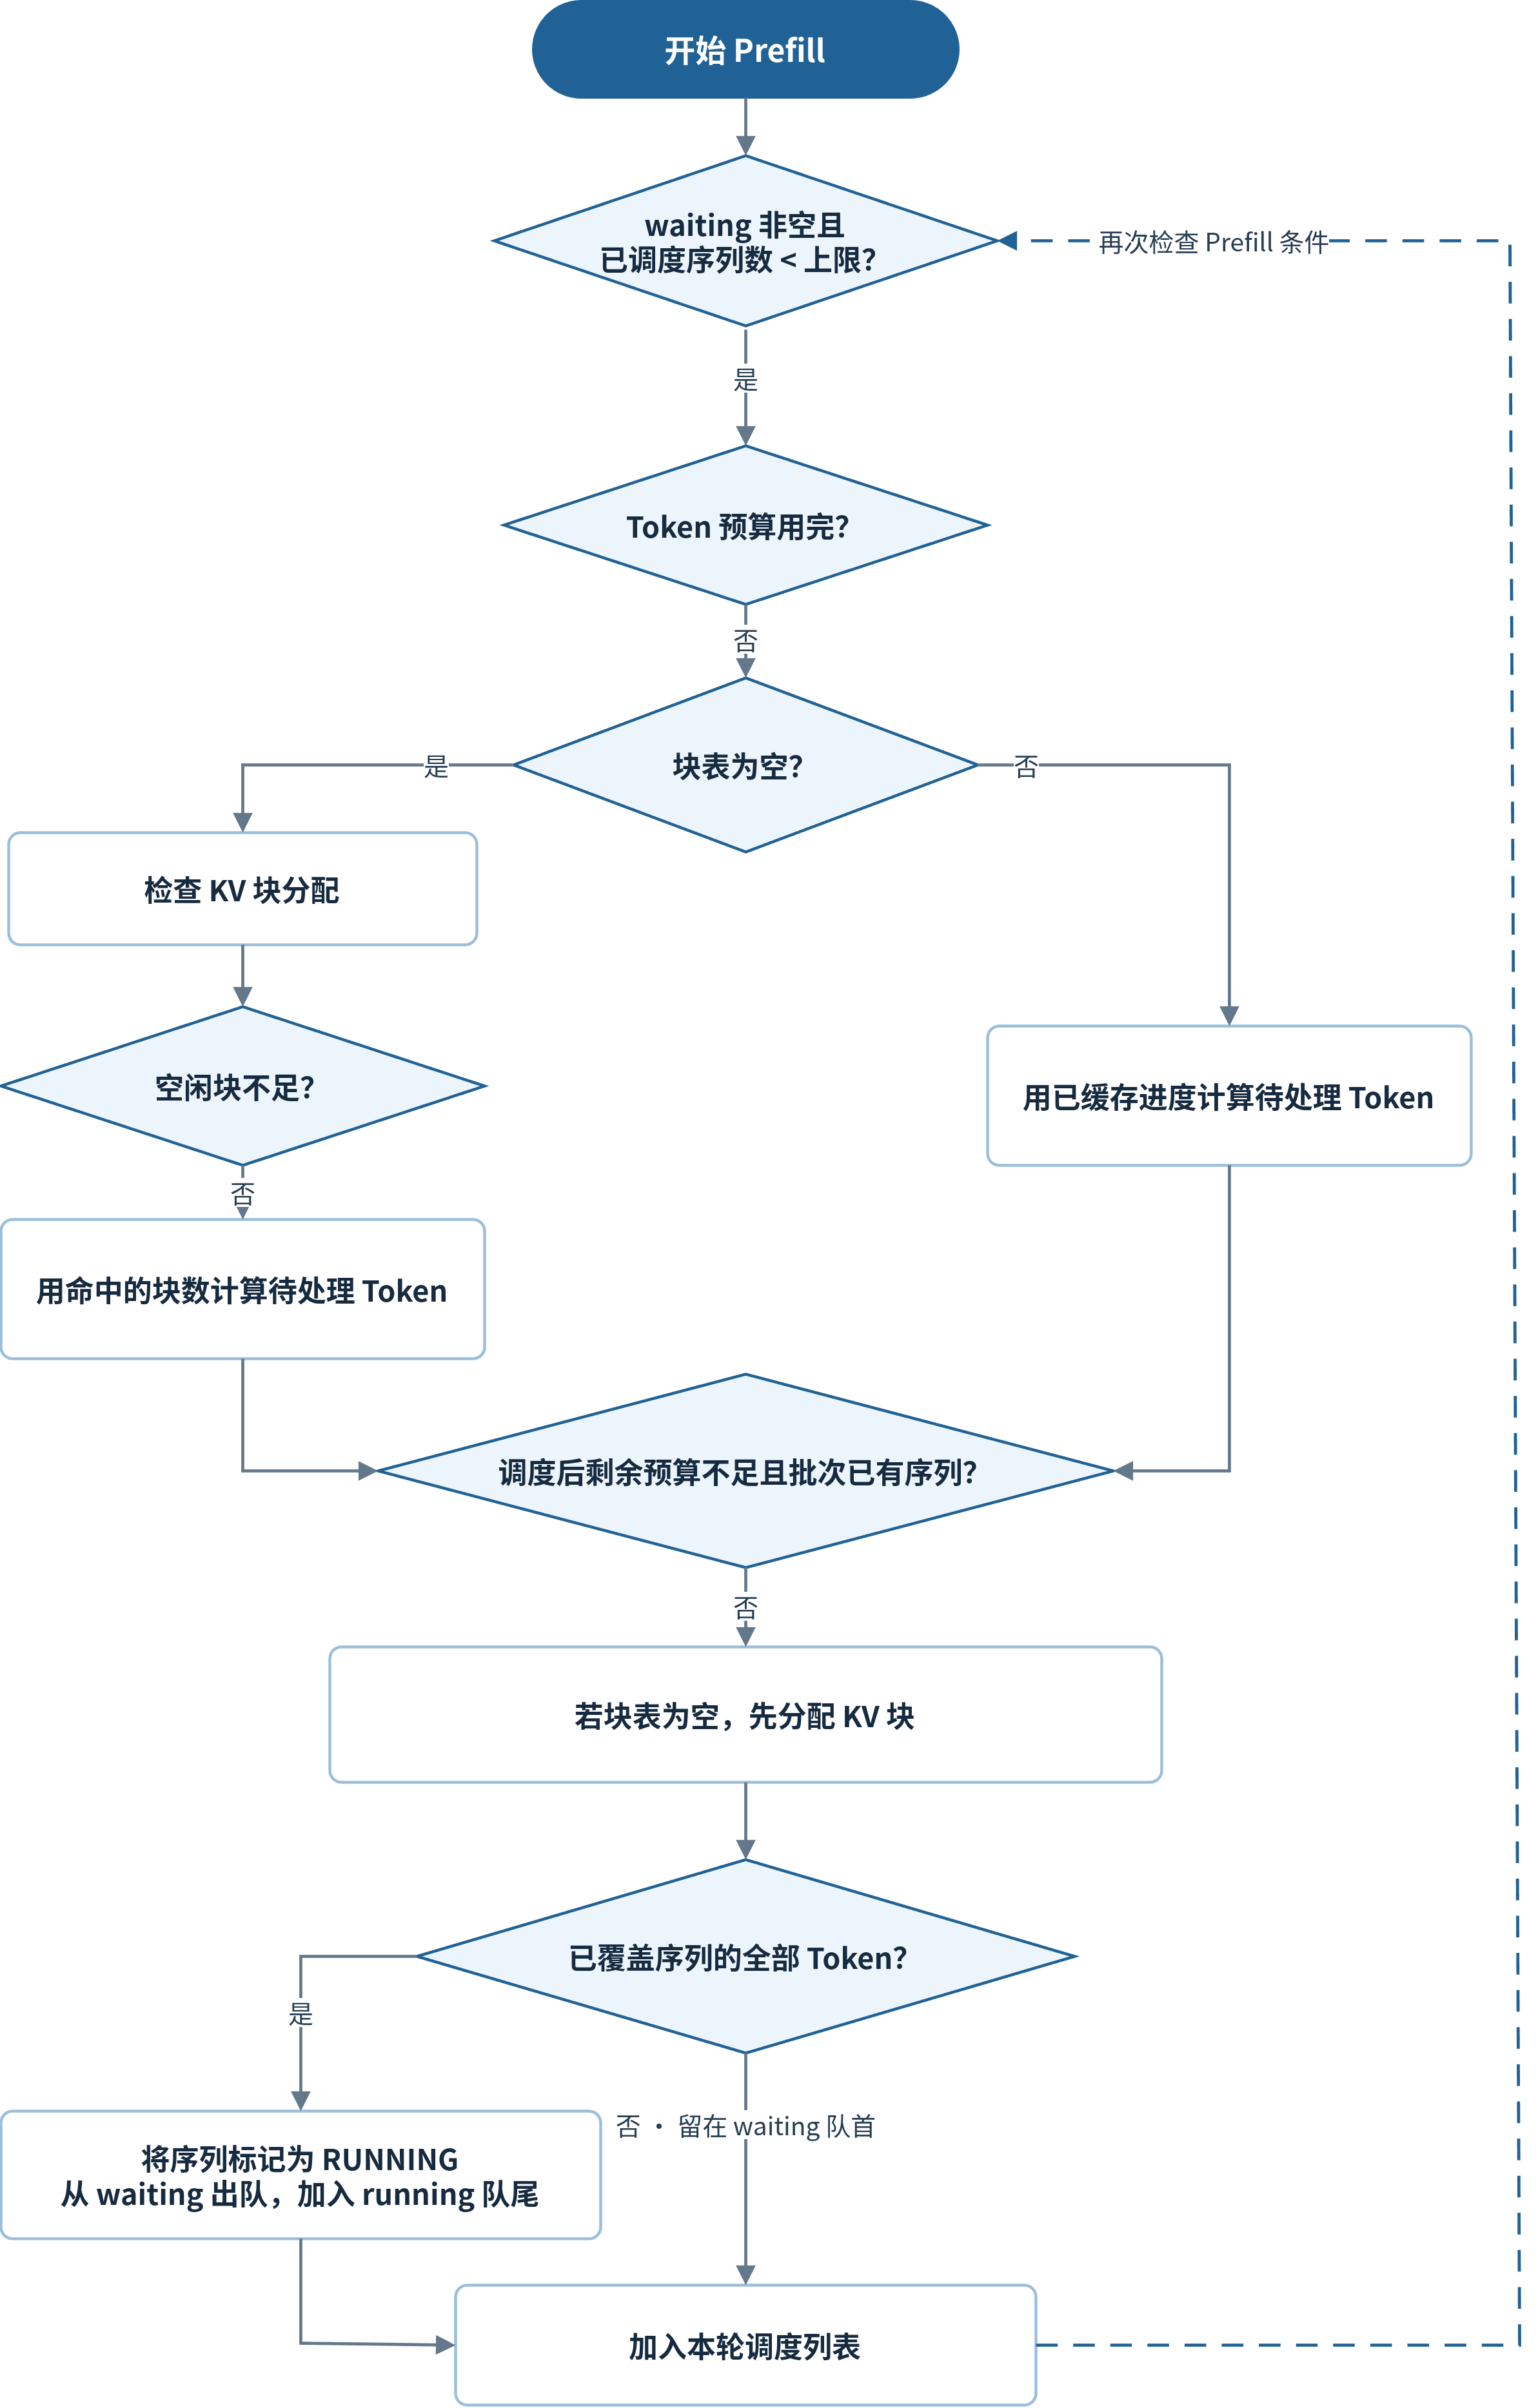 开始 Prefill
waiting 非空且
已调度序列数 < 上限?
再次检查 Prefill 条件
是
Token 预算用完?
否
块表为空?
是
否
检查 KV 块分配
空闲块不足?
用已缓存进度计算待处理 Token
否
用命中的块数计算待处理 Token
调度后剩余预算不足且批次已有序列?
否
若块表为空，先分配 KV 块
已覆盖序列的全部 Token?
是
否 · 留在 waiting 队首
将序列标记为 RUNNING
从 waiting 出队，加入 running 队尾
加入本轮调度列表